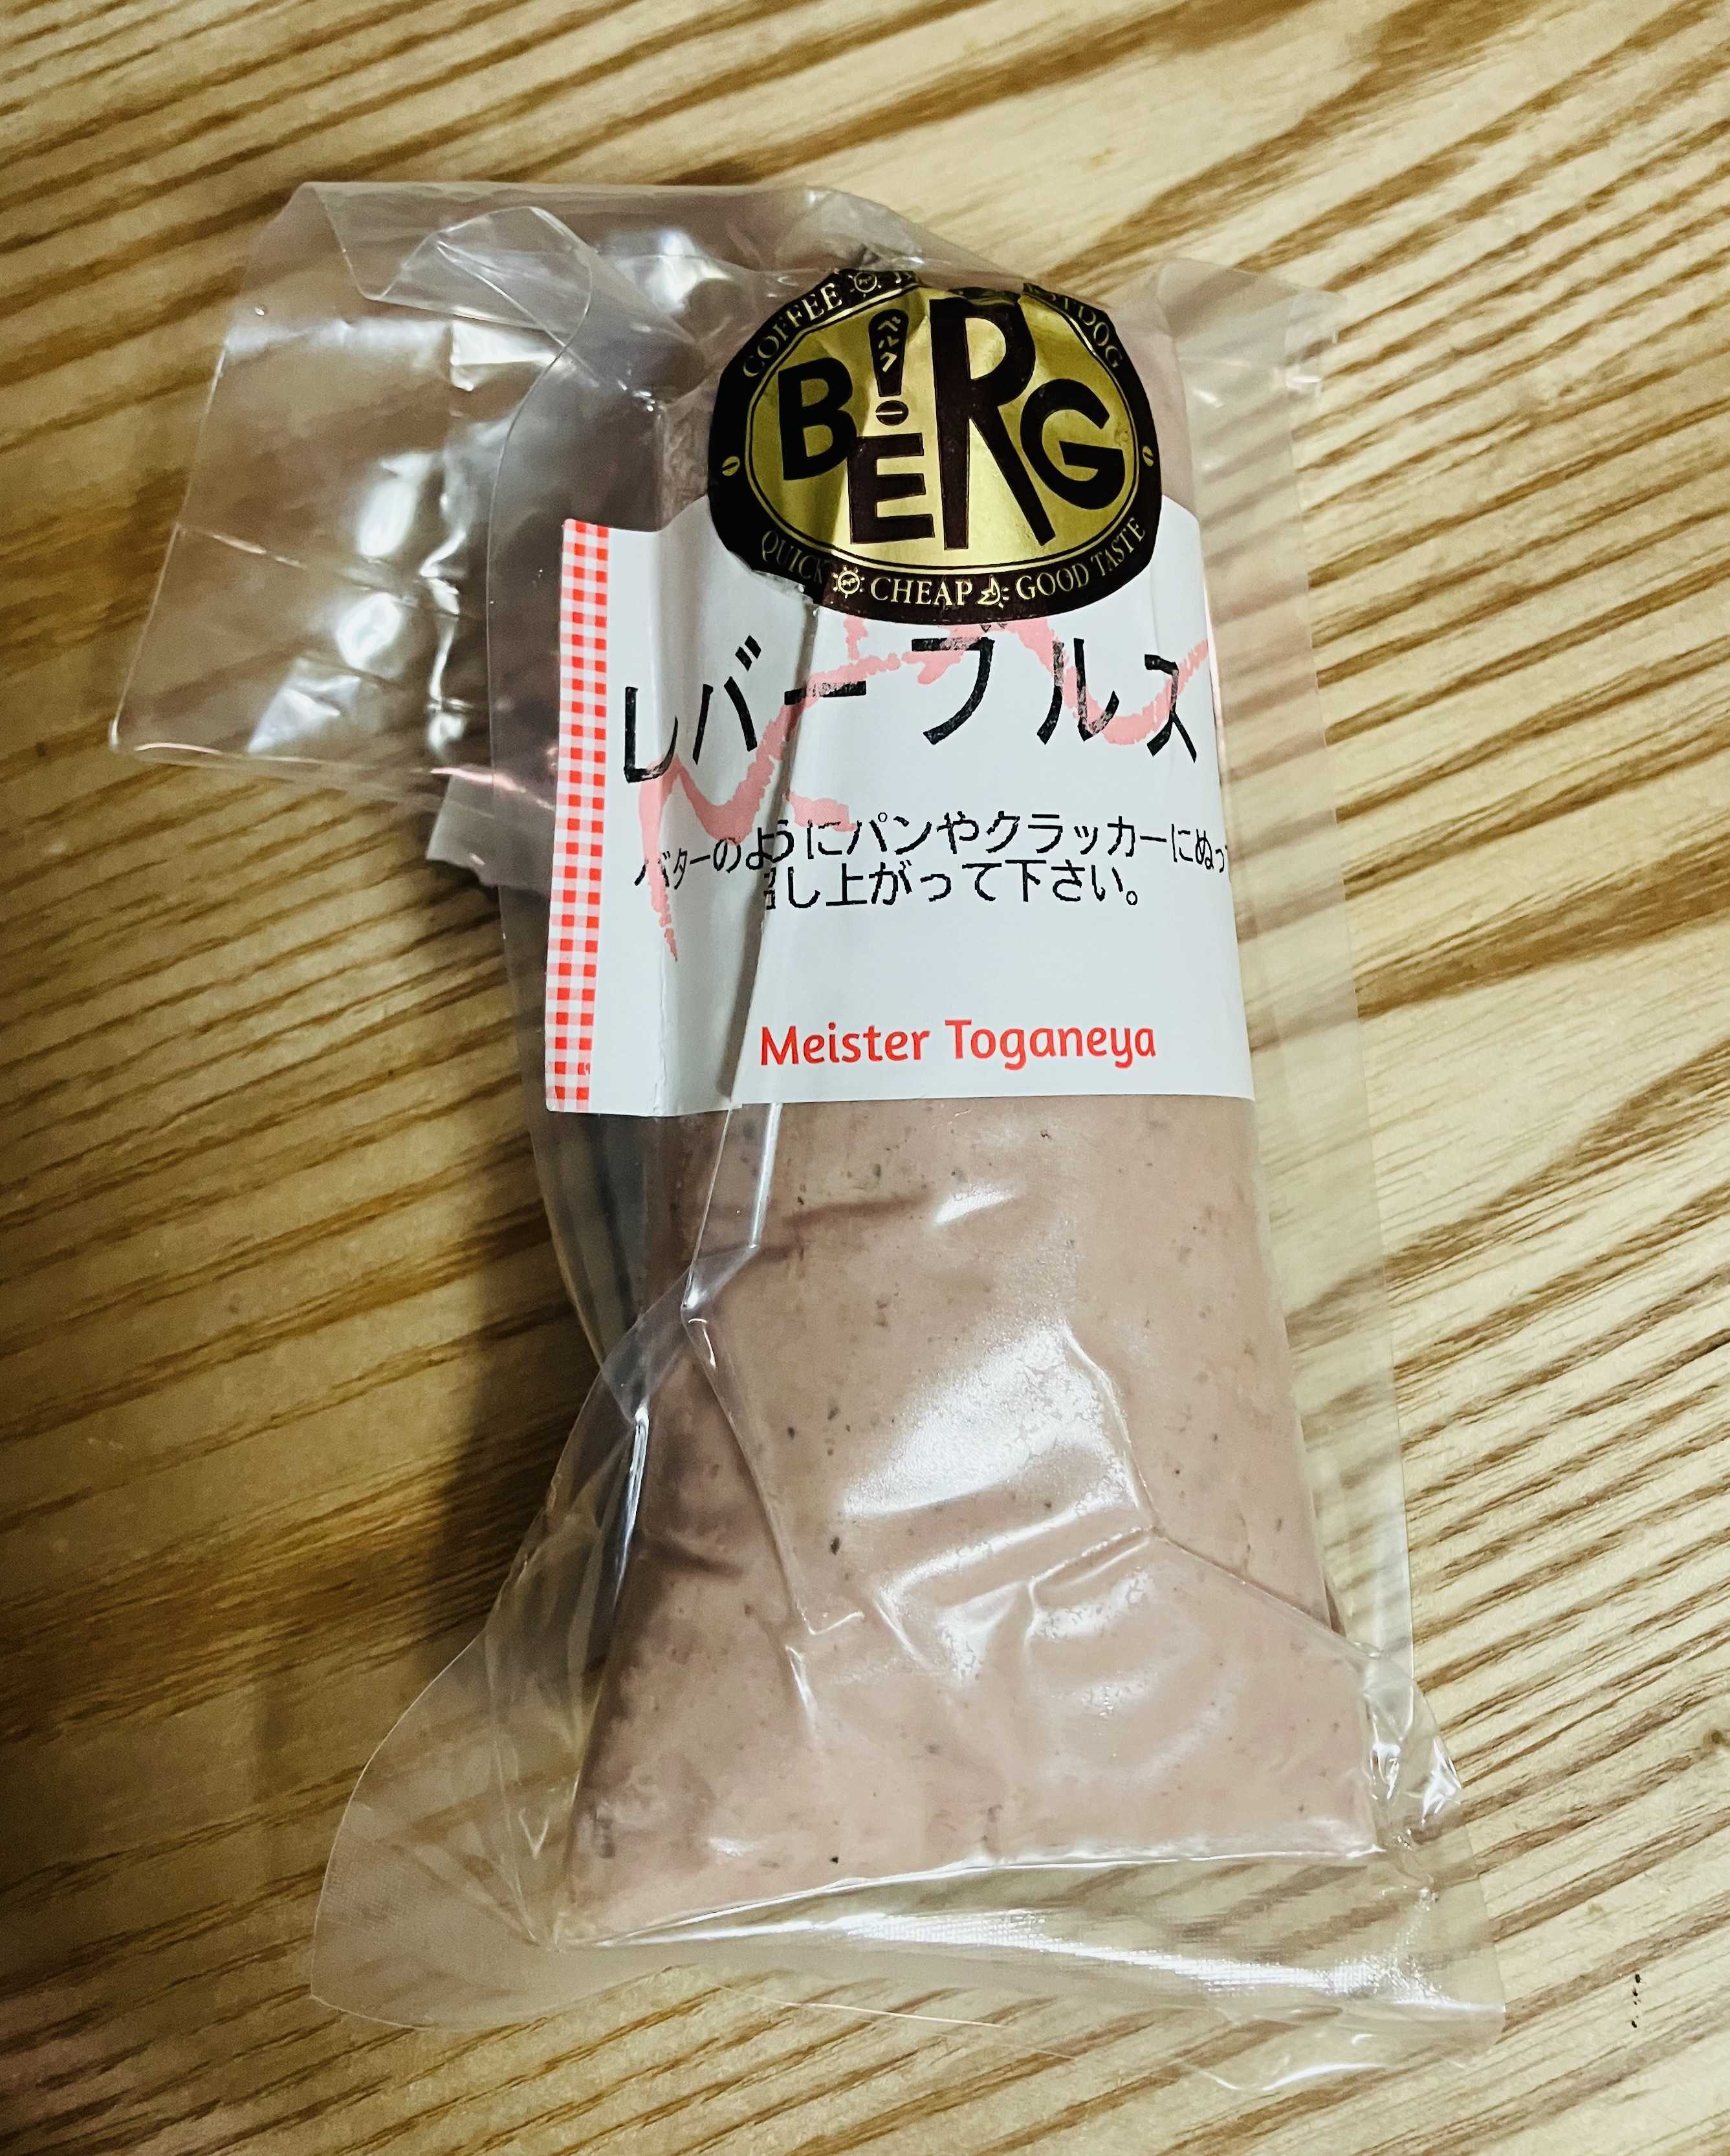 COFFEE
BERG
ベルク
QUICK CHEAP GOOD TASTE
レバーブルス
バターのようにパンやクラッカーにぬっ
召し上がって下さい。
Meister Toganeya